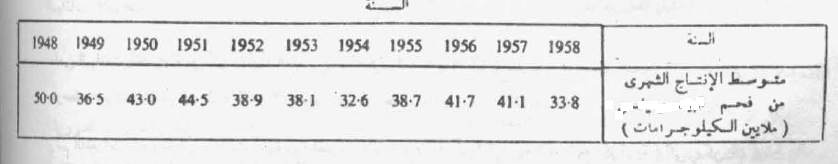 السنة
السنة 1958 1957 1956 1955 1954 1953 1952 1951 1950 1949 1948
متوسط الإنتاج الشهرى
من فحم 33·8 41·1 41·7 38·7 32·6 38·1 38·9 44·5 43·0 36·5 50·0
( ملايين الكيلوجرامات )